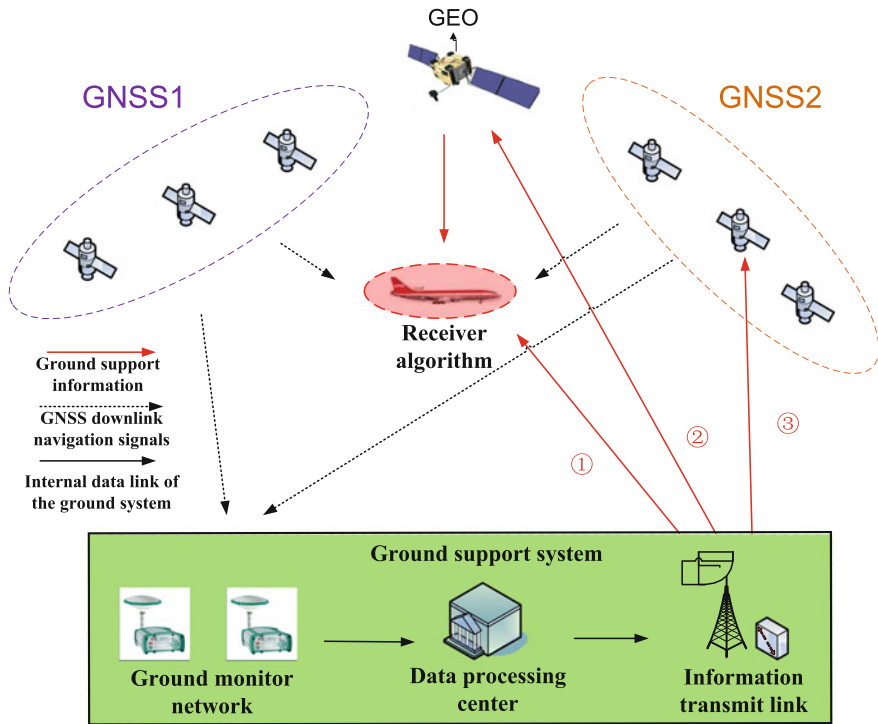 GEO
GNSS1
GNSS2
Receiver
algorithm
Ground support
information
GNSS downlink
navigation signals
Internal data link of
the ground system
①
②
③
Ground support system
Ground monitor
network
Data processing
center
Information
transmit link